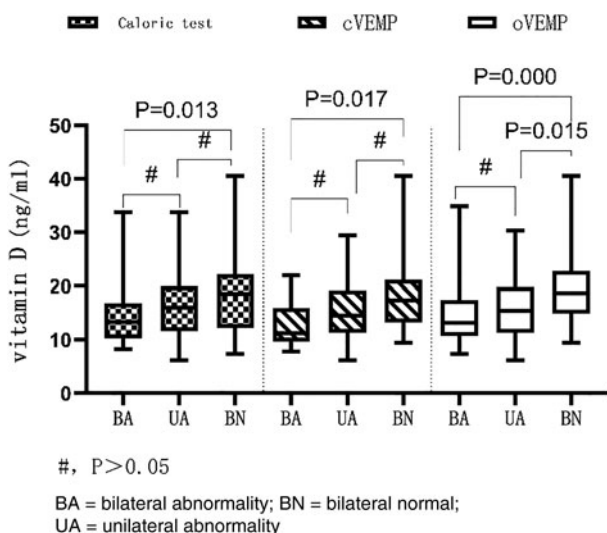 Caloric test cVEMP oVEMP
P=0.000
P=0.013 P=0.017
P=0.015
# # # # #
50
40
30
20
10
0
vitamin D (ng/ml)
BA UA BN BA UA BN BA UA BN
#, P＞0.05
BA = bilateral abnormality; BN = bilateral normal;
UA = unilateral abnormality